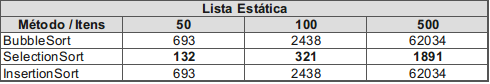 Lista Estática
Método / Itens 50 100 500
BubbleSort 693 2438 62034
SelectionSort 132 321 1891
InsertionSort 693 2438 62034